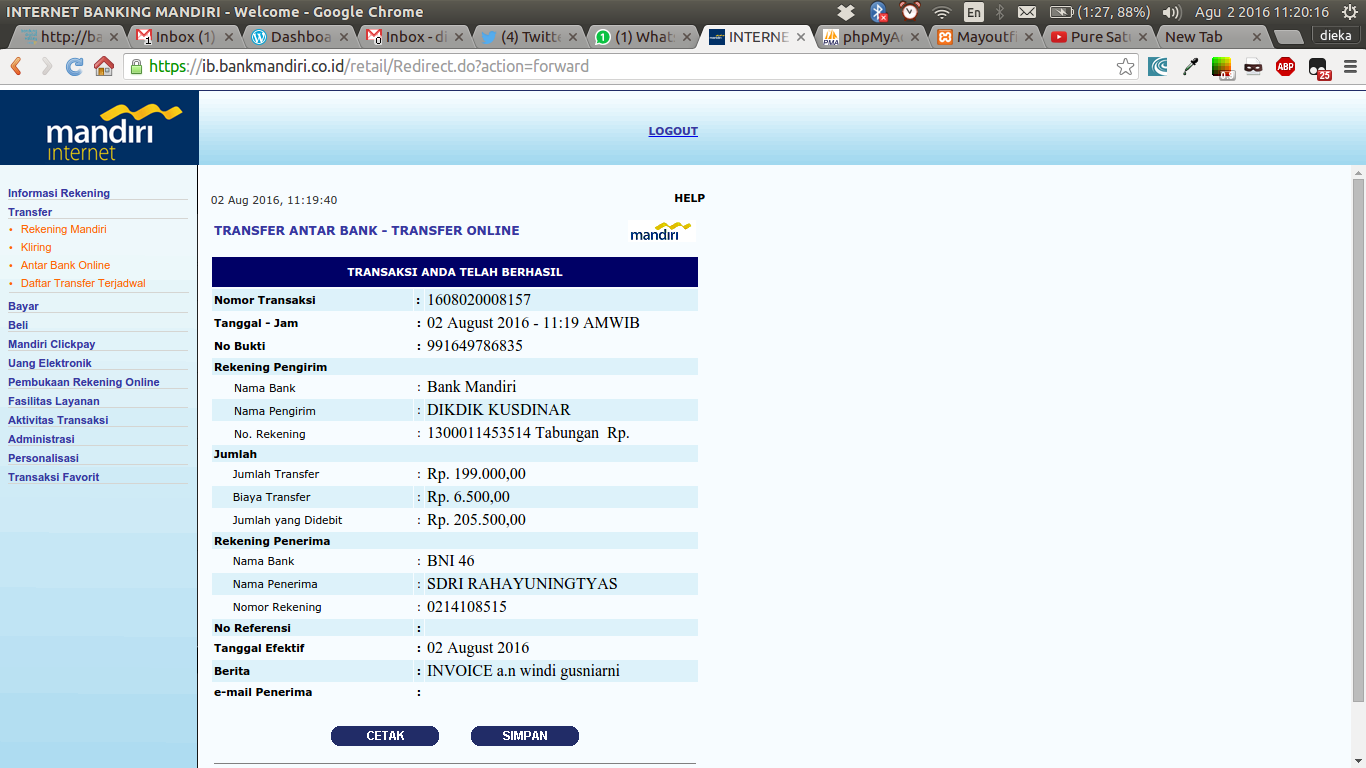 INTERNET BANKING MANDIRI - Welcome - Google Chrome
En
(1:27, 88%)
Agu 2 2016 11:20:16
http://ba
Inbox (1)
Dashboa
Inbox - di
(4) Twitte
(1) Whats
INTERNE
phpMyAd
Mayoutfi
Pure Satu
New Tab
dieka
https://ib.bankmandiri.co.id/retail/Redirect.do?action=forward
0.9
ABP
25
mandiri
internet
LOGOUT
Informasi Rekening
Transfer
• Rekening Mandiri
• Kliring
• Antar Bank Online
• Daftar Transfer Terjadwal
Bayar
Beli
Mandiri Clickpay
Uang Elektronik
Pembukaan Rekening Online
Fasilitas Layanan
Aktivitas Transaksi
Administrasi
Personalisasi
Transaksi Favorit
02 Aug 2016, 11:19:40
HELP
TRANSFER ANTAR BANK - TRANSFER ONLINE
mandiri
TRANSAKSI ANDA TELAH BERHASIL
Nomor Transaksi : 1608020008157
Tanggal - Jam : 02 August 2016 - 11:19 AMWIB
No Bukti : 991649786835
Rekening Pengirim
Nama Bank : Bank Mandiri
Nama Pengirim : DIKDIK KUSDINAR
No. Rekening : 1300011453514 Tabungan Rp.
Jumlah
Jumlah Transfer : Rp. 199.000,00
Biaya Transfer : Rp. 6.500,00
Jumlah yang Didebit : Rp. 205.500,00
Rekening Penerima
Nama Bank : BNI 46
Nama Penerima : SDRI RAHAYUNINGTYAS
Nomor Rekening : 0214108515
No Referensi :
Tanggal Efektif : 02 August 2016
Berita : INVOICE a.n windi gusniarni
e-mail Penerima :
CETAK
SIMPAN